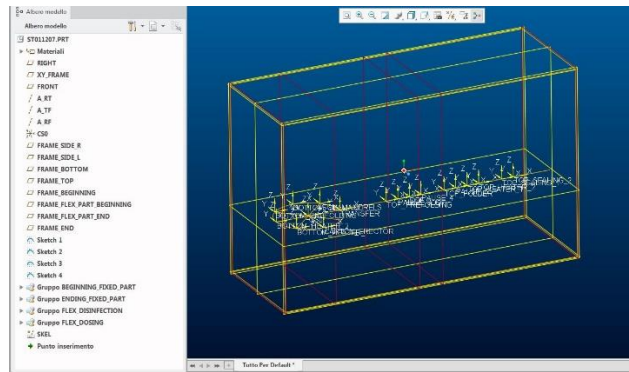 Albero modello
Albero modello
ST011207.PRT
Materiali
RIGHT
XY_FRAME
FRONT
A_RT
A_TF
A_RF
CS0
FRAME_SIDE_R
FRAME_SIDE_L
FRAME_BOTTOM
FRAME_TOP
FRAME_BEGINNING
FRAME_FLEX_PART_BEGINNING
FRAME_FLEX_PART_END
FRAME_END
Sketch 1
Sketch 2
Sketch 3
Sketch 4
Gruppo BEGINNING_FIXED_PART
Gruppo ENDING_FIXED_PART
Gruppo FLEX_DISINFECTION
Gruppo FLEX_DOSING
SKEL
Punto inserimento
Tutto Per Default *